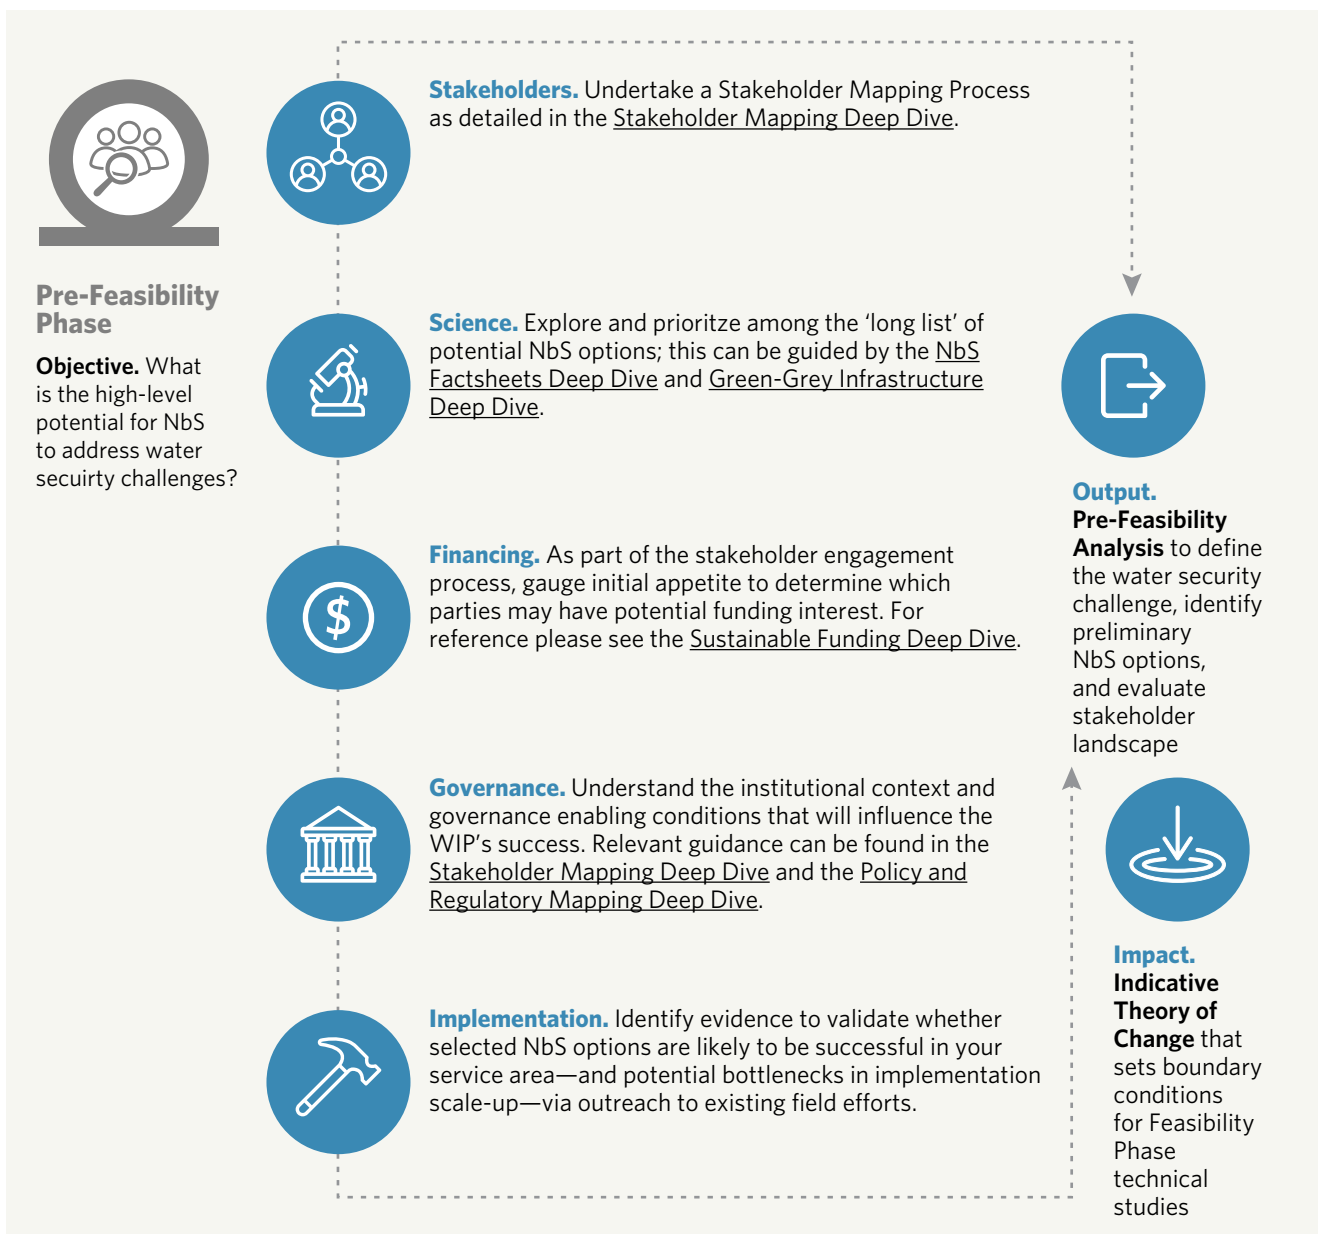 Pre-Feasibility
Phase
Objective. What
is the high-level
potential for NbS
to address water
secuirty challenges?
Stakeholders. Undertake a Stakeholder Mapping Process
as detailed in the Stakeholder Mapping Deep Dive.
Science. Explore and prioritze among the ‘long list’ of
potential NbS options; this can be guided by the NbS
Factsheets Deep Dive and Green-Grey Infrastructure
Deep Dive.
Financing. As part of the stakeholder engagement
process, gauge initial appetite to determine which
parties may have potential funding interest. For
reference please see the Sustainable Funding Deep Dive.
$
Governance. Understand the institutional context and
governance enabling conditions that will influence the
WIP’s success. Relevant guidance can be found in the
Stakeholder Mapping Deep Dive and the Policy and
Regulatory Mapping Deep Dive.
Implementation. Identify evidence to validate whether
selected NbS options are likely to be successful in your
service area—and potential bottlenecks in implementation
scale-up—via outreach to existing field efforts.
Output.
Pre-Feasibility
Analysis to define
the water security
challenge, identify
preliminary
NbS options,
and evaluate
stakeholder
landscape
Impact.
Indicative
Theory of
Change that
sets boundary
conditions
for Feasibility
Phase
technical
studies